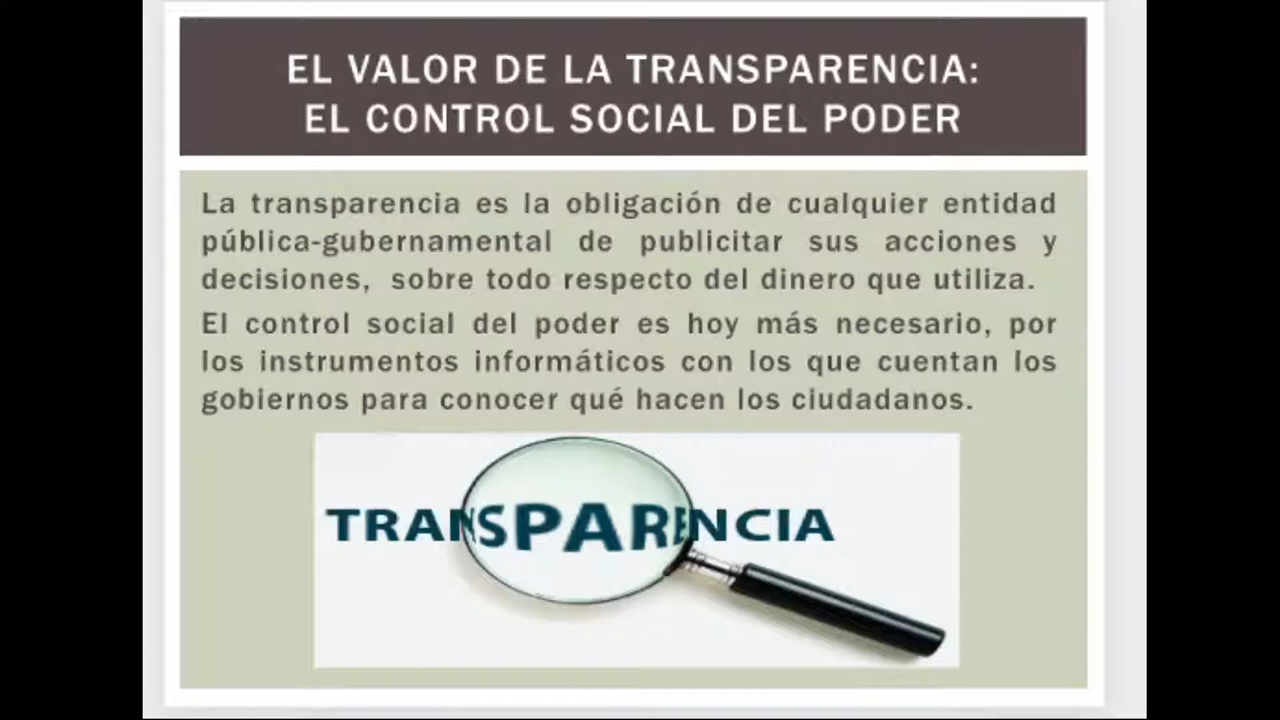 EL VALOR DE LA TRANSPARENCIA:
EL CONTROL SOCIAL DEL PODER
La transparencia es la obligación de cualquier entidad
pública-gubernamental de publicitar sus acciones y
decisiones, sobre todo respecto del dinero que utiliza.
El control social del poder es hoy más necesario, por
los instrumentos informáticos con los que cuentan los
gobiernos para conocer qué hacen los ciudadanos.
TRANSPARENCIA